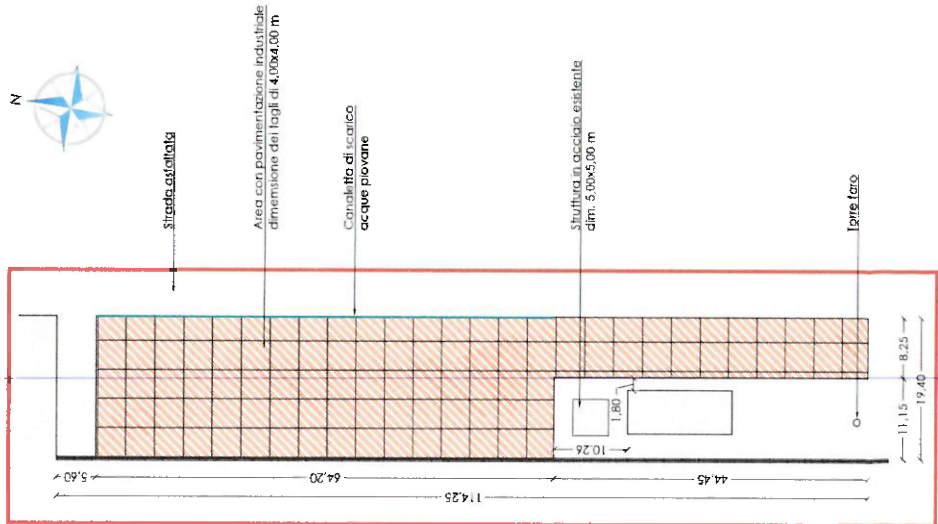 N
Strada asfaltata
Area con pavimentazione industriale
dimemsione dei tagli di 4,00x4,00 m
Canaletta di scarico
acque piovane
Struttura in acciaio esistente
dim. 5,00x5,00 m
Torre faro
5,60
64,20
114,25
44,45
10,26
1,80
11,15
8,25
19,40